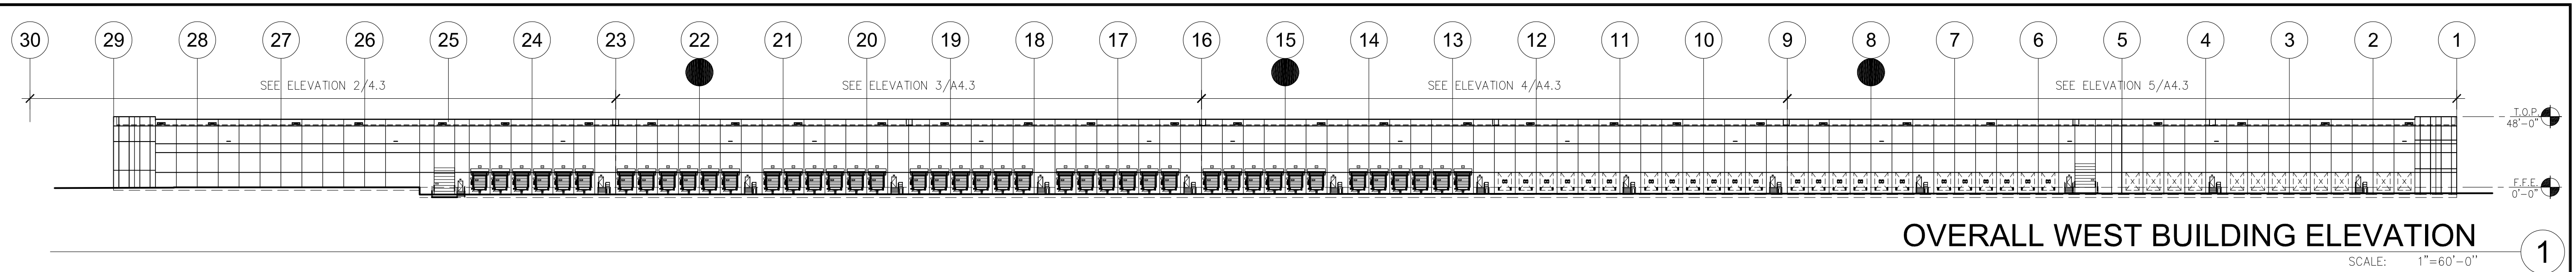 30 29 28 27 26 25 24 23 22 21 20 19 18 17 16 15 14 13 12 11 10 9 8 7 6 5 4 3 2 1
SEE ELEVATION 2/4.3 SEE ELEVATION 3/A4.3 SEE ELEVATION 4/A4.3 SEE ELEVATION 5/A4.3
T.O.P.
48'-0"
F.F.E.
0'-0"
OVERALL WEST BUILDING ELEVATION
1
SCALE: 1"=60'-0"